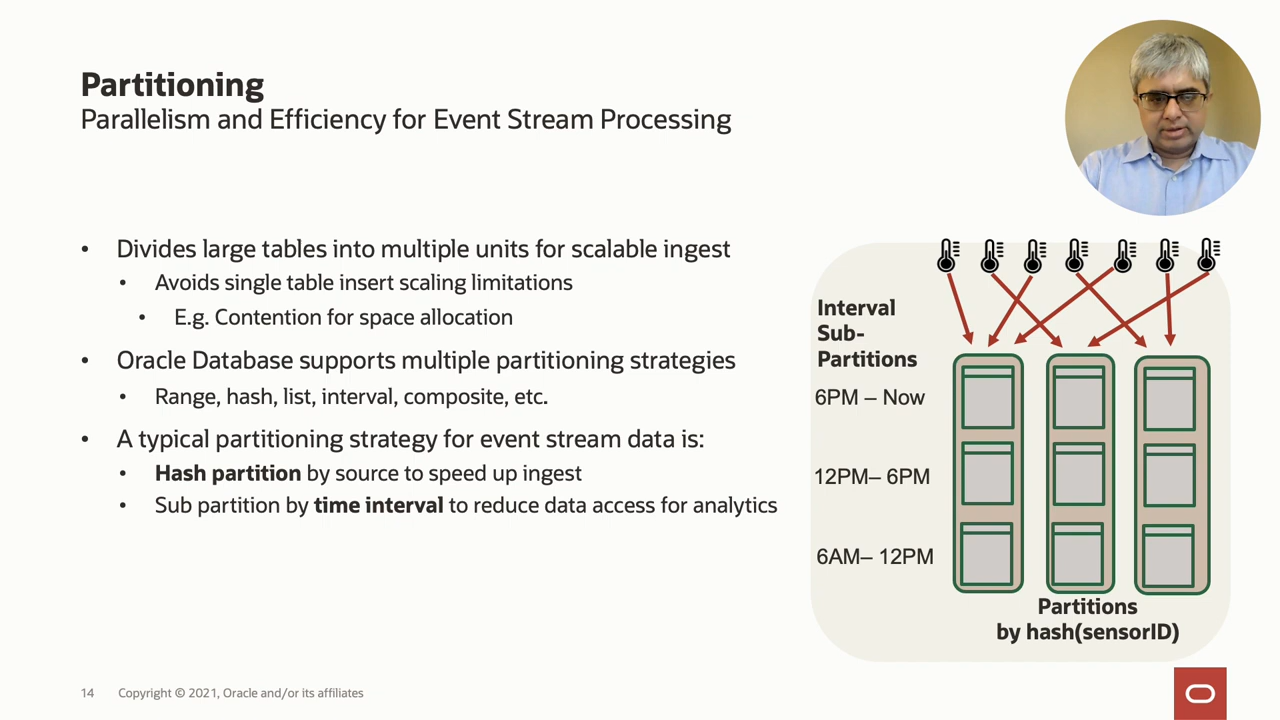 Partitioning
Parallelism and Efficiency for Event Stream Processing
• Divides large tables into multiple units for scalable ingest
• Avoids single table insert scaling limitations
• E.g. Contention for space allocation
• Oracle Database supports multiple partitioning strategies
• Range, hash, list, interval, composite, etc.
• A typical partitioning strategy for event stream data is:
• Hash partition by source to speed up ingest
• Sub partition by time interval to reduce data access for analytics
Interval
Sub-
Partitions
6PM – Now
12PM– 6PM
6AM– 12PM
Partitions
by hash(sensorID)
14 Copyright © 2021, Oracle and/or its affiliates